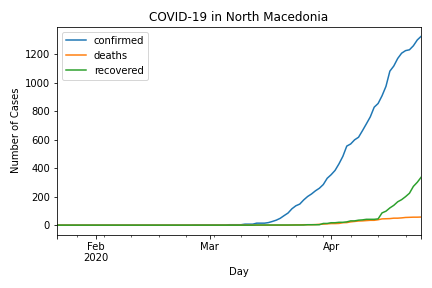 COVID-19 in North Macedonia
confirmed
deaths
recovered
Number of Cases
1200
1000
800
600
400
200
0
Feb
2020
Mar
Apr
Day